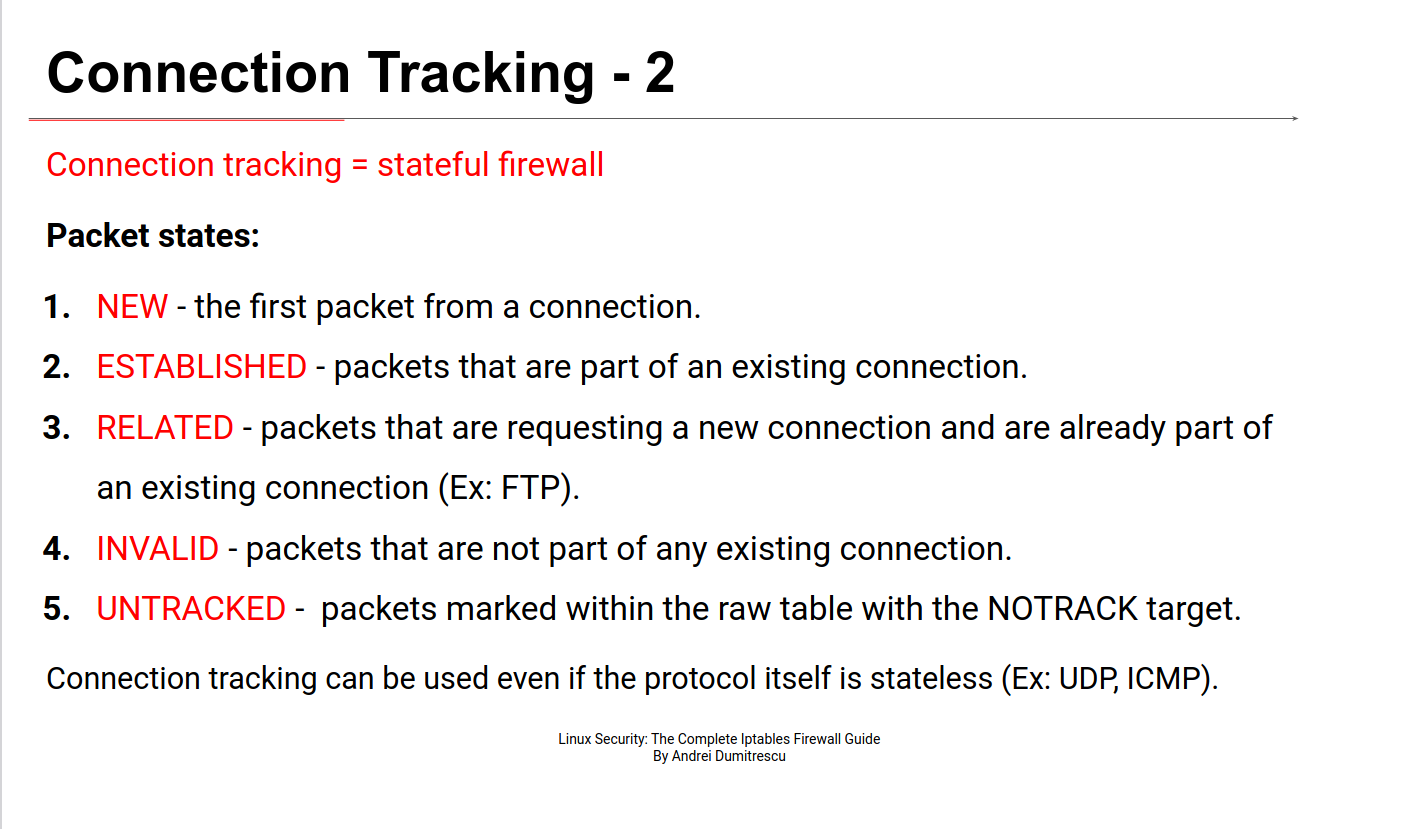 Connection Tracking - 2
Connection tracking = stateful firewall
Packet states:
1. NEW - the first packet from a connection.
2. ESTABLISHED - packets that are part of an existing connection.
3. RELATED - packets that are requesting a new connection and are already part of
an existing connection (Ex: FTP).
4. INVALID - packets that are not part of any existing connection.
5. UNTRACKED - packets marked within the raw table with the NOTRACK target.
Connection tracking can be used even if the protocol itself is stateless (Ex: UDP, ICMP).
Linux Security: The Complete Iptables Firewall Guide
By Andrei Dumitrescu